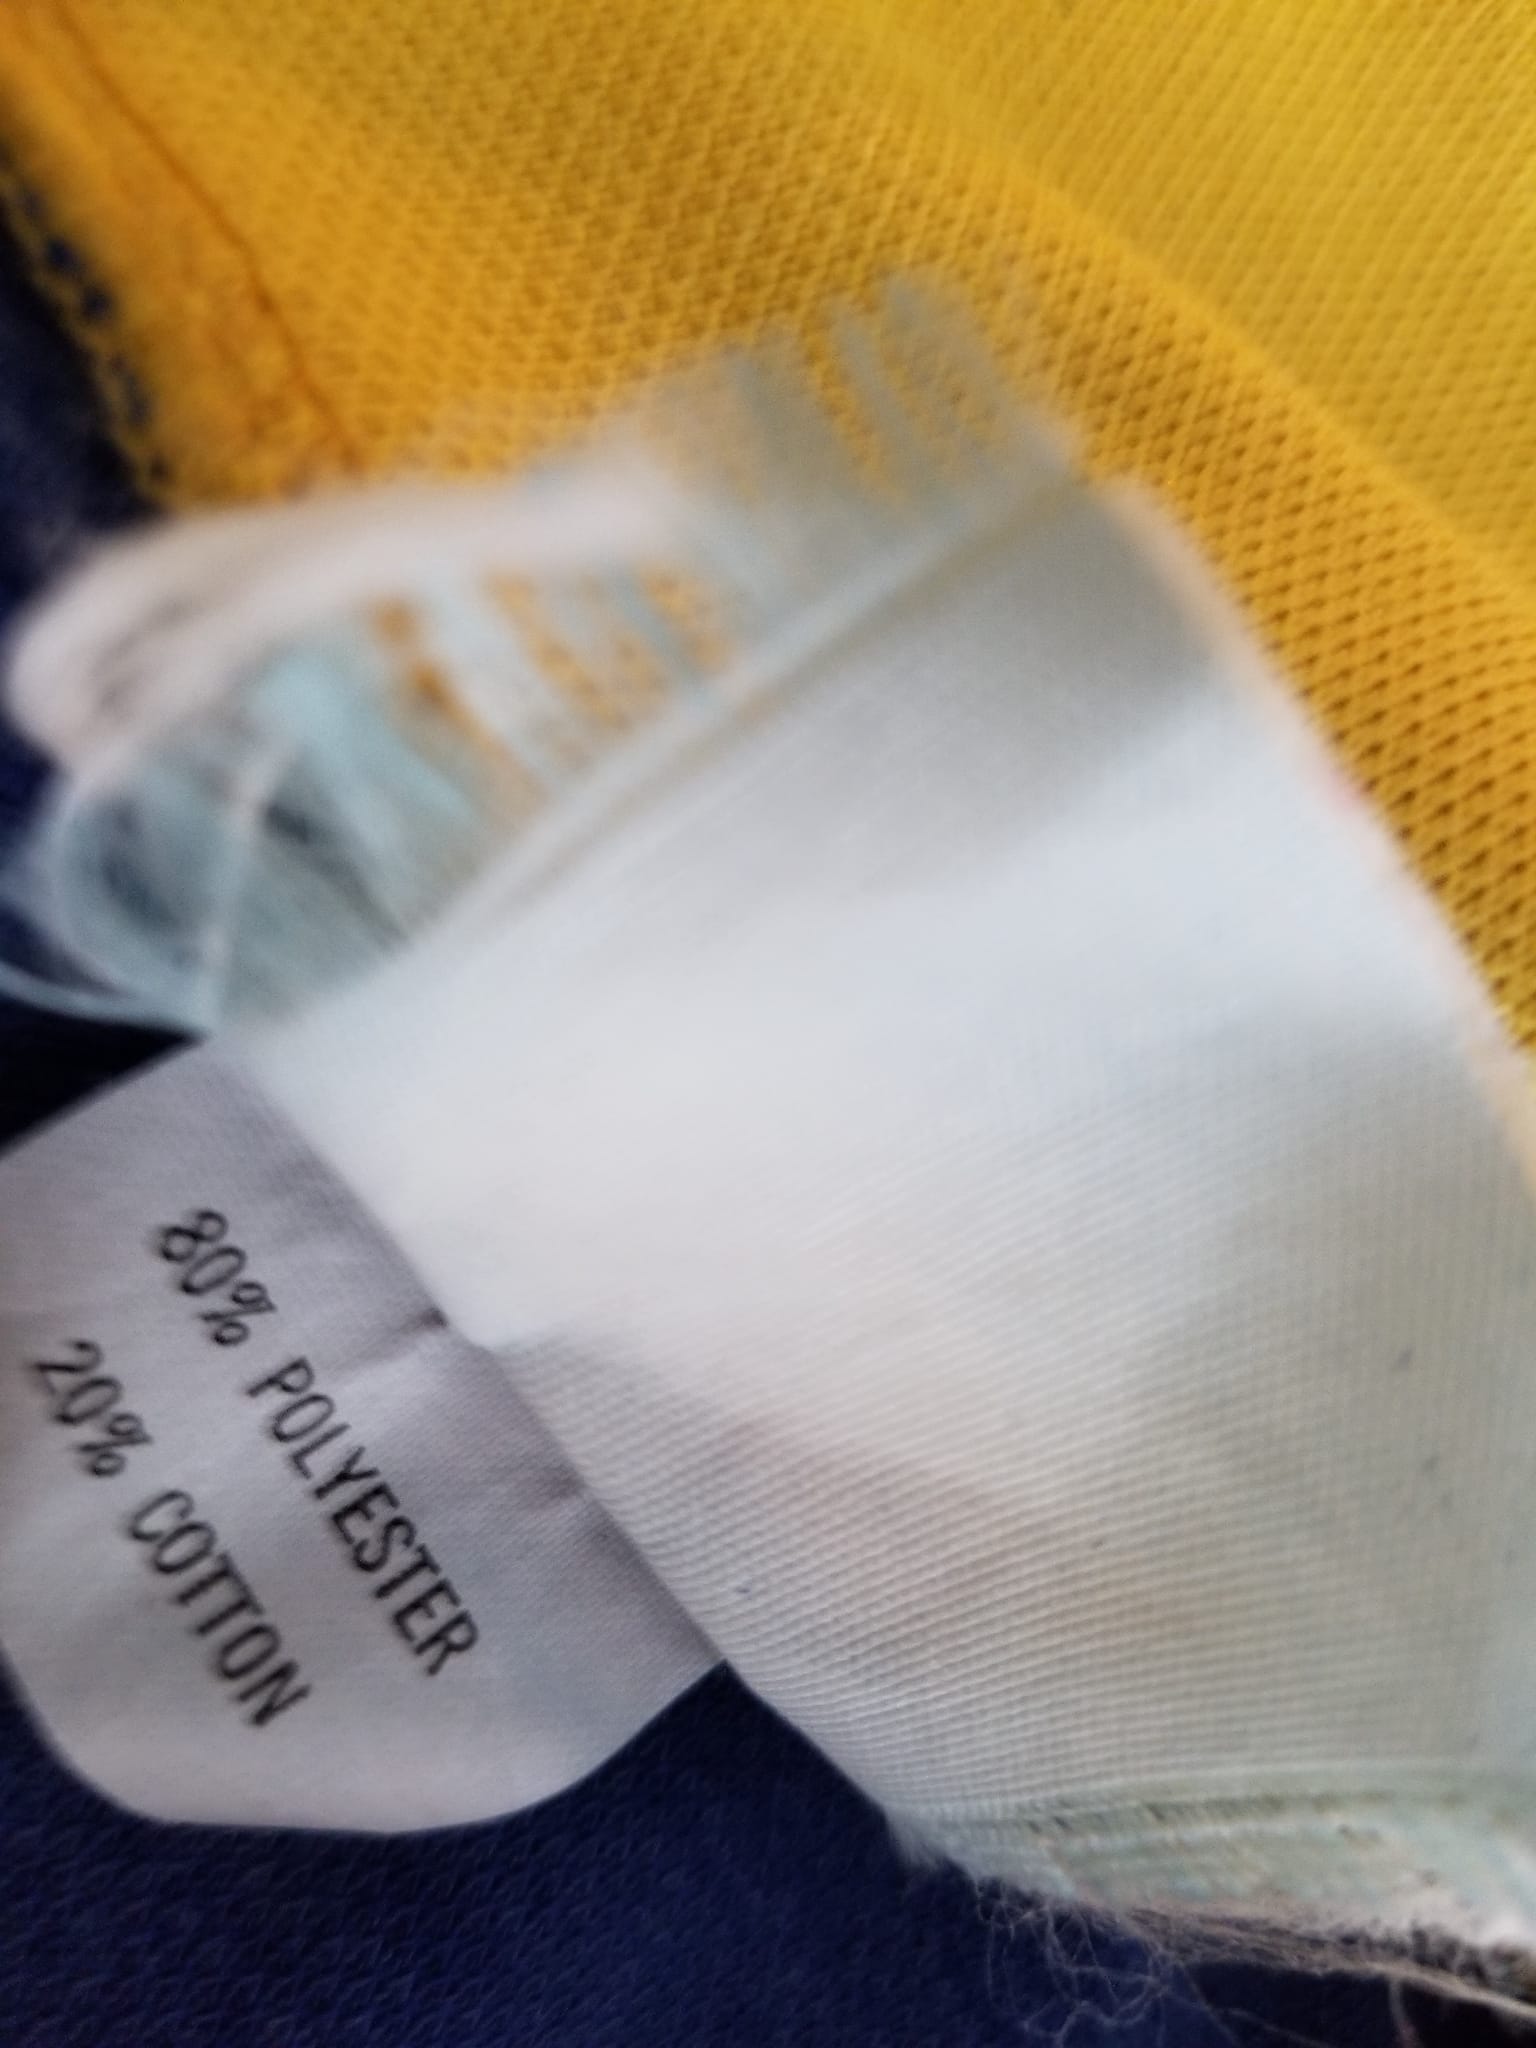 80% POLYESTER
20% COTTON